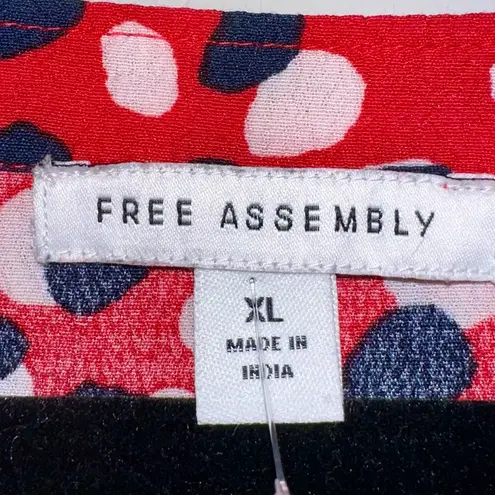 FREE ASSEMBLY
XL
MADE IN
INDIA